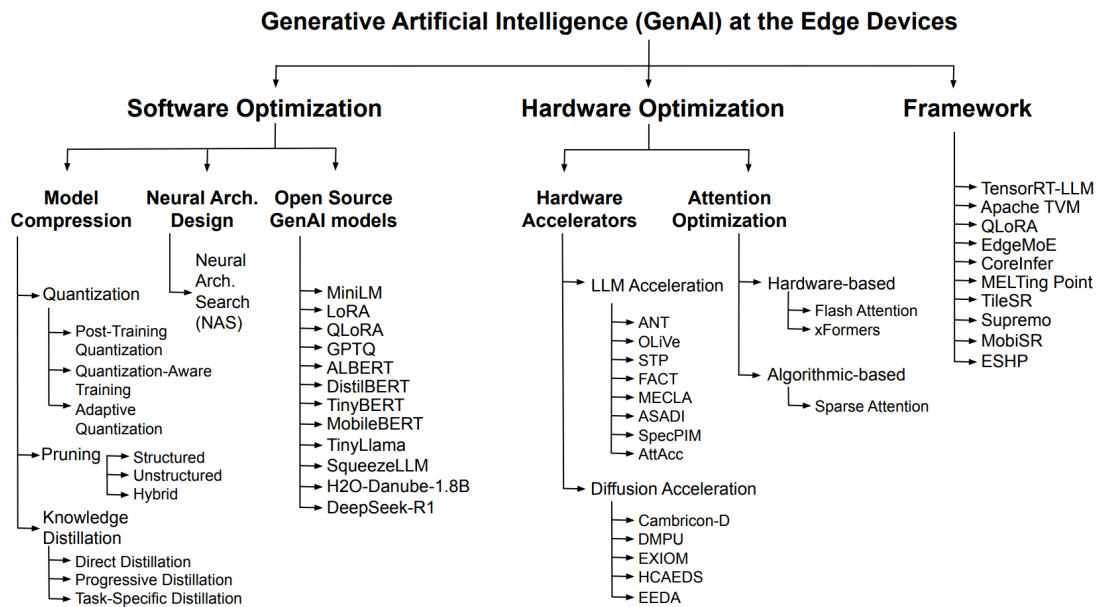 Generative Artificial Intelligence (GenAI) at the Edge Devices
Software Optimization
Hardware Optimization
Framework
Model
Compression
Neural Arch.
Design
Open Source
GenAI models
Hardware
Accelerators
Attention
Optimization
Quantization
Post-Training
Quantization
Quantization-Aware
Training
Adaptive
Quantization
Pruning
Structured
Unstructured
Hybrid
Knowledge
Distillation
Direct Distillation
Progressive Distillation
Task-Specific Distillation
Neural
Arch.
Search
(NAS)
MiniLM
LoRA
QLoRA
GPTQ
ALBERT
DistilBERT
TinyBERT
MobileBERT
TinyLlama
SqueezeLLM
H2O-Danube-1.8B
DeepSeek-R1
LLM Acceleration
ANT
OLiVe
STP
FACT
MECLA
ASADI
SpecPIM
AttAcc
Diffusion Acceleration
Cambricon-D
DMPU
EXIOM
HCAEDS
EEDA
Hardware-based
Flash Attention
xFormers
Algorithmic-based
Sparse Attention
TensorRT-LLM
Apache TVM
QLoRA
EdgeMoE
CoreInfer
MELTing Point
TileSR
Supremo
MobiSR
ESHP